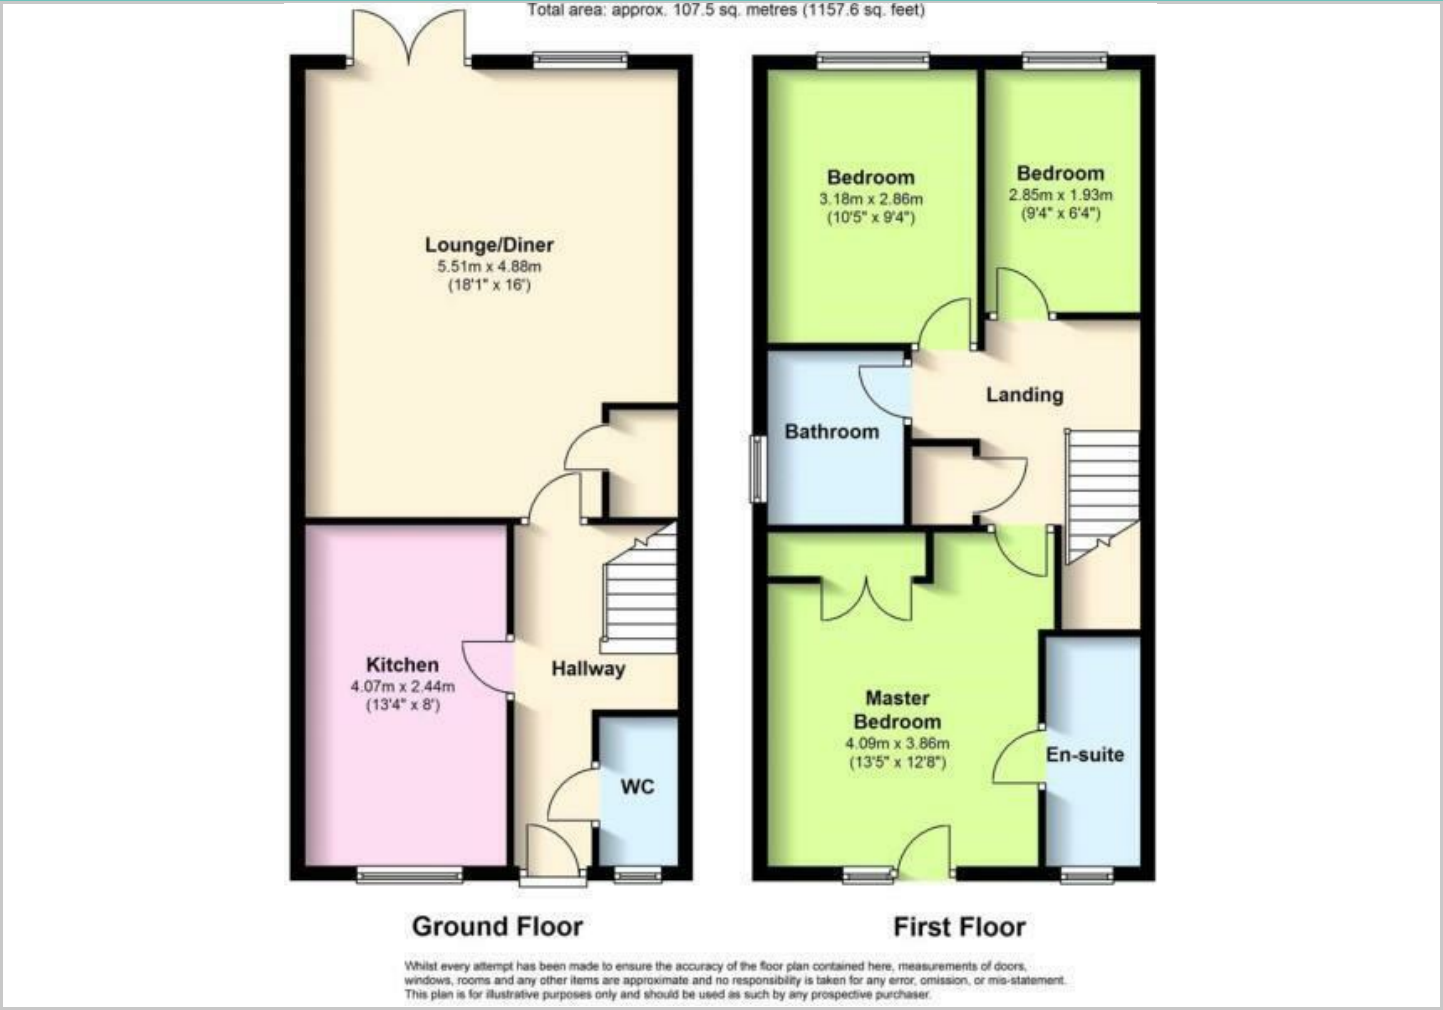 Total area: approx. 107.5 sq. metres (1157.6 sq. feet)
Lounge/Diner
5.51m x 4.88m
(18'1" x 16')
Kitchen
4.07m x 2.44m
(13'4" x 8')
Hallway
WC
Ground Floor
Bedroom
3.18m x 2.86m
(10'5" x 9'4")
Bedroom
2.85m x 1.93m
(9'4" x 6'4")
Landing
Bathroom
Master
Bedroom
4.09m x 3.86m
(13'5" x 12'8")
En-suite
First Floor
Whilst every attempt has been made to ensure the accuracy of the floor plan contained here, measurements of doors,
windows, rooms and any other items are approximate and no responsibility is taken for any error, omission, or mis-statement.
This plan is for illustrative purposes only and should be used as such by any prospective purchaser.